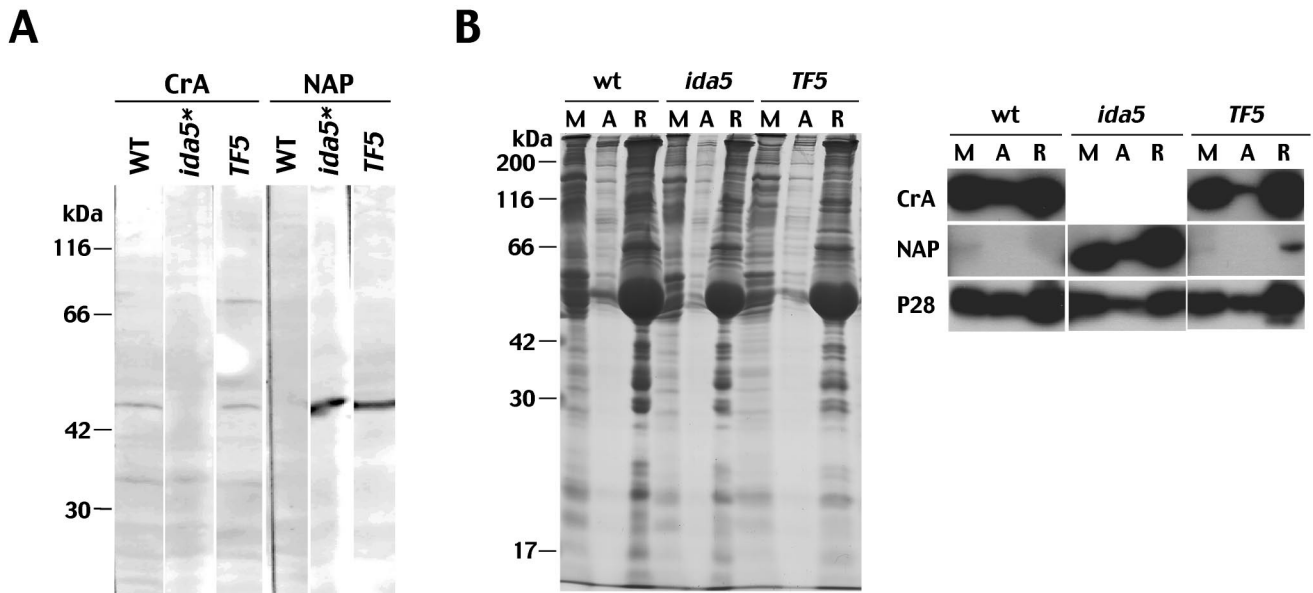 A
CrA NAP
WT ida5* TF5 WT ida5* TF5
kDa
116
66
42
30
B
wt ida5 TF5
M A R M A R M A R
kDa
200
116
66
42
30
17
wt ida5 TF5
M A R M A R M A R
CrA
NAP
P28